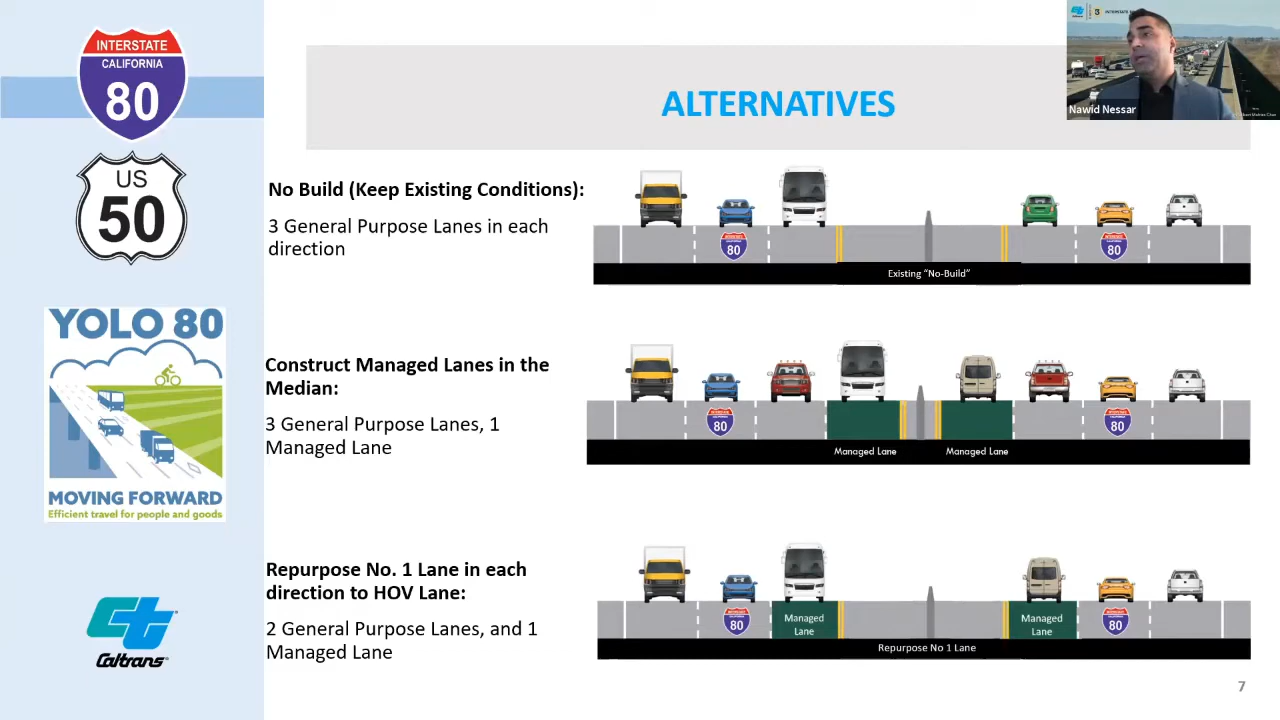 INTERSTATE
CALIFORNIA
80
US
50
YOLO 80
MOVING FORWARD
Efficient travel for people and goods
Caltrans
ALTERNATIVES
Caltrans
Nawid Nessar
No Build (Keep Existing Conditions):
3 General Purpose Lanes in each
direction
80
80
Existing “No-Build”
Construct Managed Lanes in the
Median:
3 General Purpose Lanes, 1
Managed Lane
80
80
Managed Lane
Managed Lane
Repurpose No. 1 Lane in each
direction to HOV Lane:
2 General Purpose Lanes, and 1
Managed Lane
80
Managed
Lane
Managed
Lane
80
Repurpose No 1 Lane
7